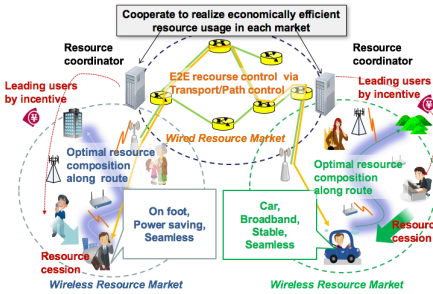 Cooperate to realize economically efficient
resource usage in each market
Resource
coordinator
Resource
coordinator
E2E recourse control via
Transport/Path control
Leading users
by incentive
Leading users
by incentive
Wired Resource Market
Optimal resource
composition
along route
Optimal resource
composition
along route
On foot,
Power saving,
Seamless
Car,
Broadband,
Stable,
Seamless
Resource
cession
Resource
cession
Wireless Resource Market
Wireless Resource Market